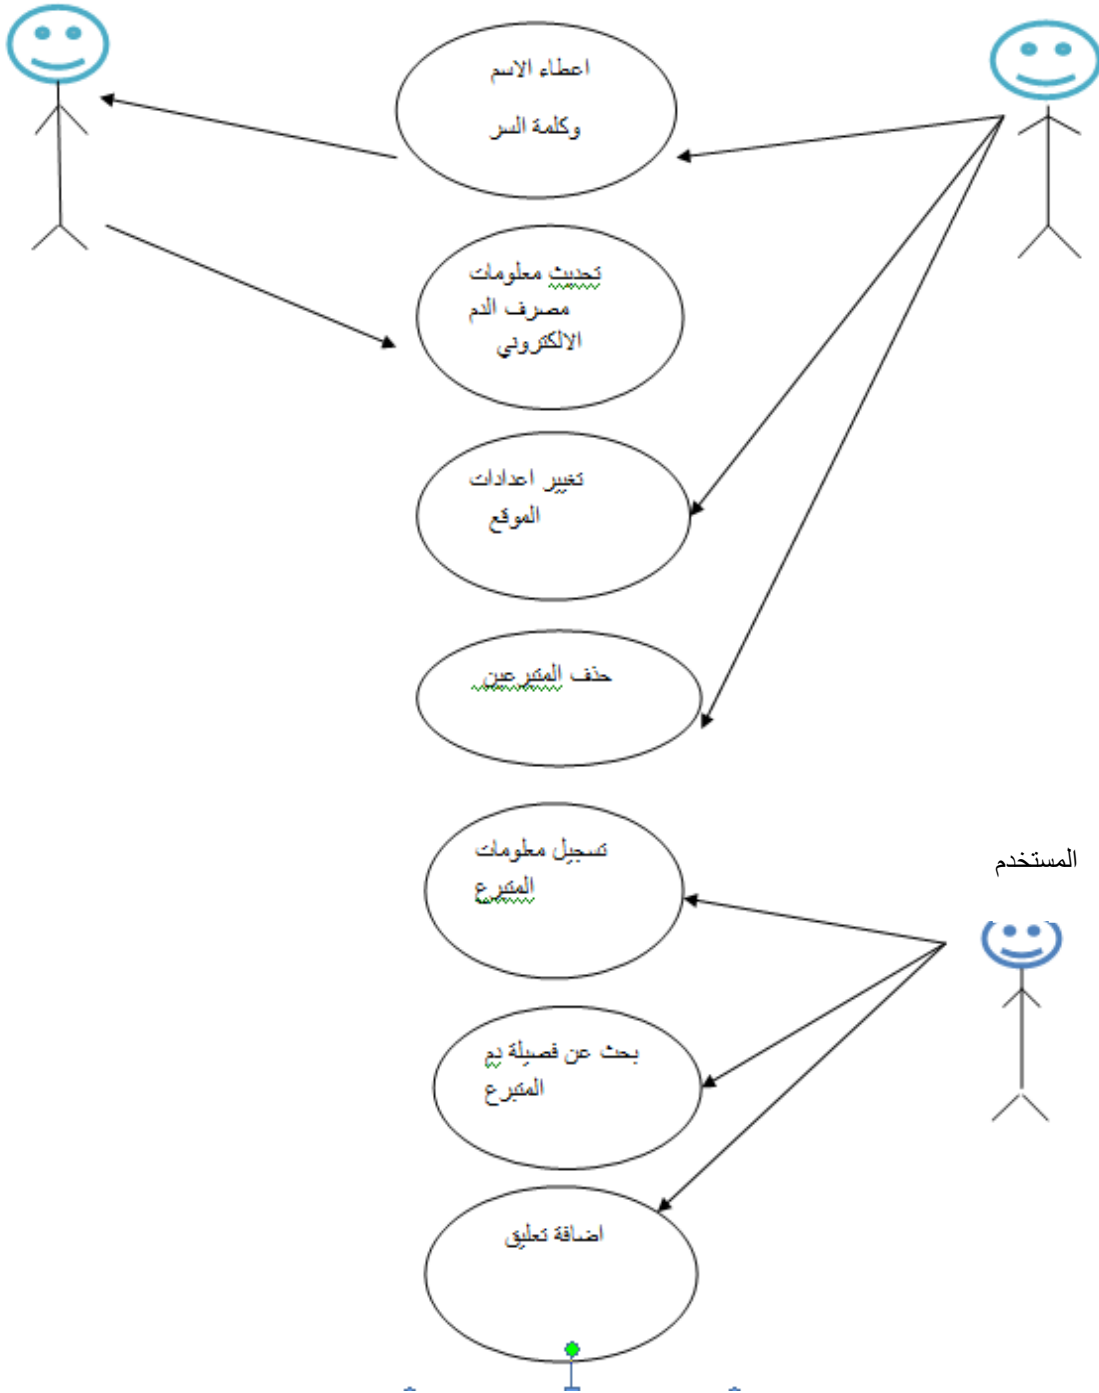 اعطاء الاسم
وكلمة السر
تحديث معلومات
مصرف الدم
الالكتروني
تغيير اعدادات
الموقع
حذف المتبرعين
تسجيل معلومات
المتبرع
المستخدم
بحث عن فصيلة دم
المتبرع
اضافة تعليق